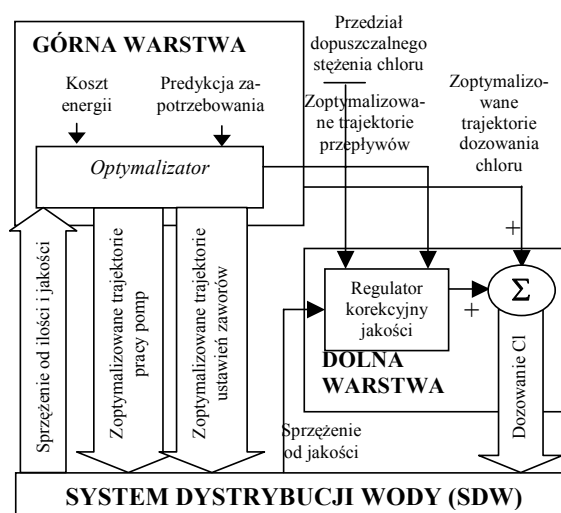 GÓRNA WARSTWA
Koszt
energii
Predykcja za-
potrzebowania
Optymalizator
Przedział
dopuszczalnego
stężenia chloru
Zoptymalizowa-
ne trajektorie
przepływów
Zoptymalizo-
wane
trajektorie
dozowania
chloru
+
Regulator
korekcyjny
jakości
+
Σ
DOLNA
WARSTWA
Sprzężenie od ilości i jakości
Zoptymalizowane trajektorie
pracy pomp
Zoptymalizowane trajektorie
ustawień zaworów
Sprzężenie
od jakości
Dozowanie Cl
SYSTEM DYSTRYBUCJI WODY (SDW)